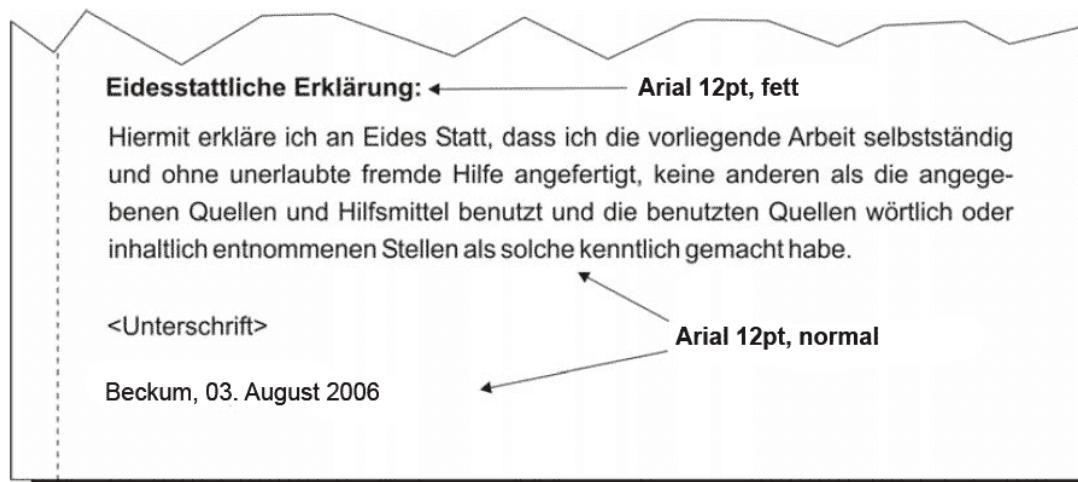 Eidesstattliche Erklärung: Arial 12pt, fett
Hiermit erkläre ich an Eides Statt, dass ich die vorliegende Arbeit selbstständig
und ohne unerlaubte fremde Hilfe angefertigt, keine anderen als die angege-
benen Quellen und Hilfsmittel benutzt und die benutzten Quellen wörtlich oder
inhaltlich entnommenen Stellen als solche kenntlich gemacht habe.
<Unterschrift>
Arial 12pt, normal
Beckum, 03. August 2006